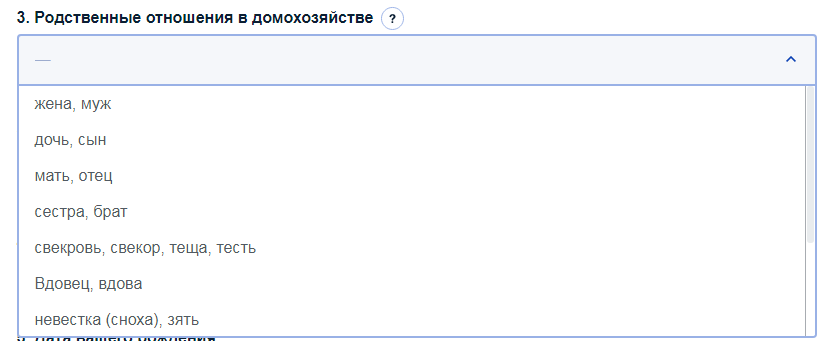 3. Родственные отношения в домохозяйстве ?
—
жена, муж
дочь, сын
мать, отец
сестра, брат
свекровь, свекор, теща, тесть
Вдовец, вдова
невестка (сноха), зять